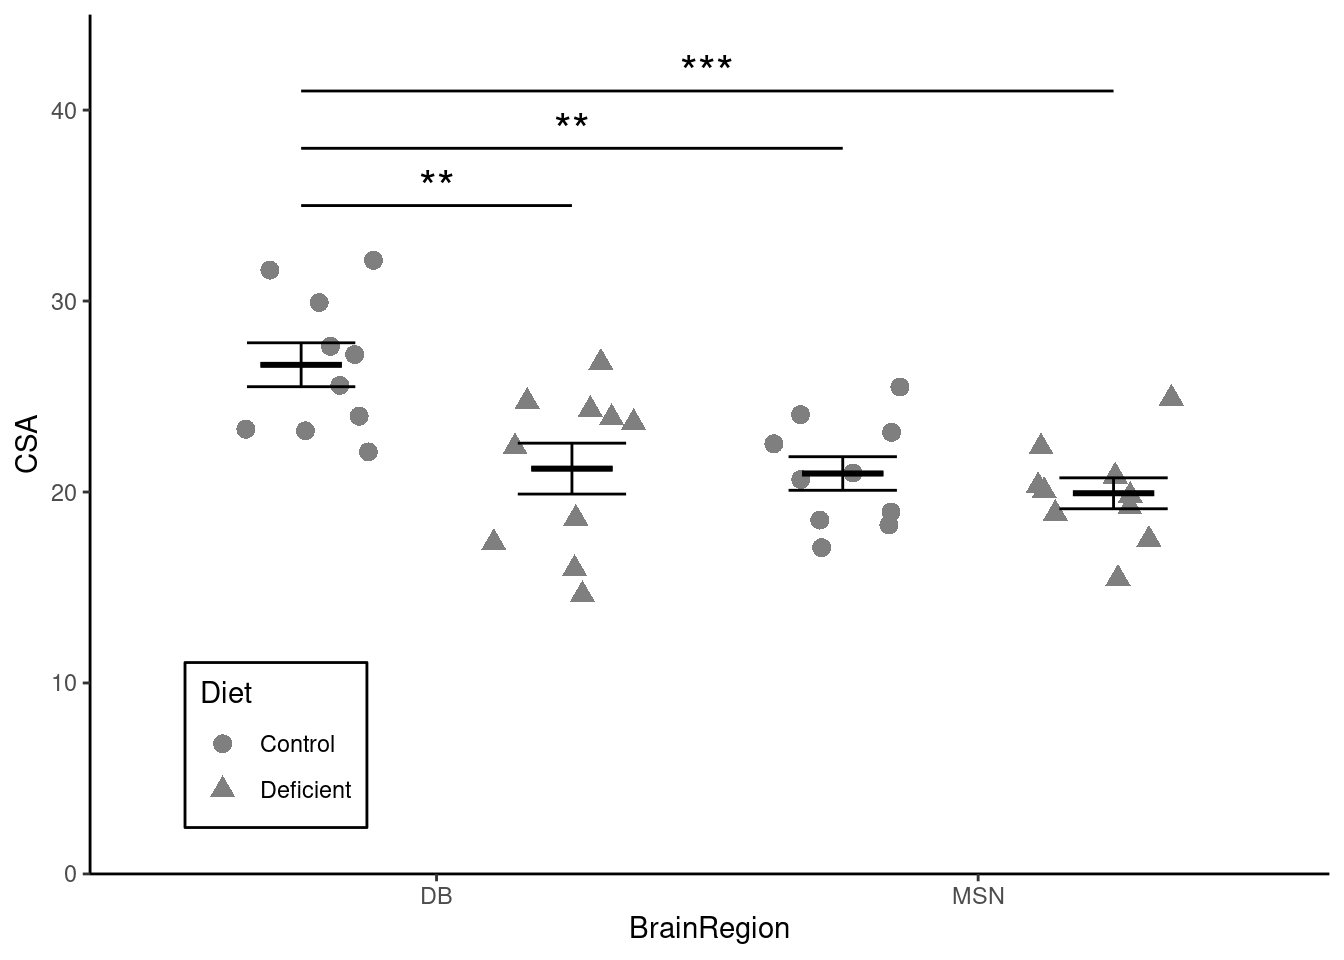 ***
**
**
40
30
20
10
0
CSA
Diet
Control
Deficient
DB
MSN
BrainRegion